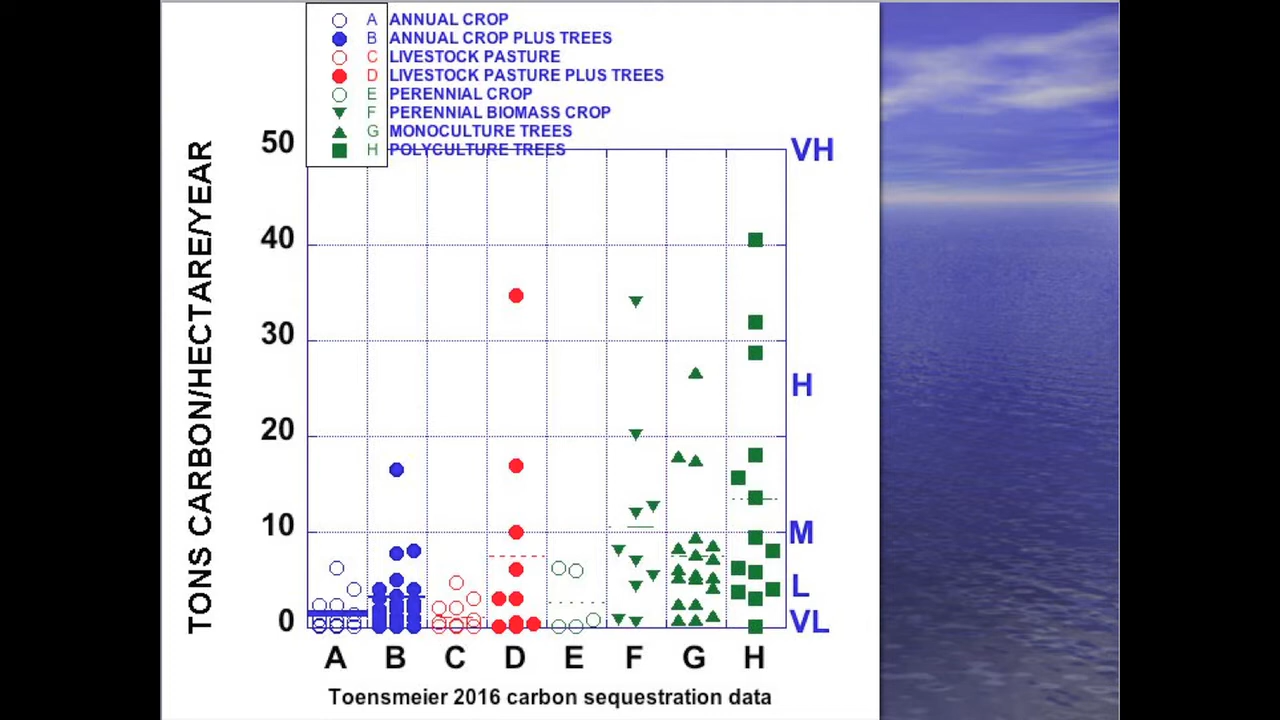 A ANNUAL CROP
B ANNUAL CROP PLUS TREES
C LIVESTOCK PASTURE
D LIVESTOCK PASTURE PLUS TREES
E PERENNIAL CROP
F PERENNIAL BIOMASS CROP
G MONOCULTURE TREES
H POLYCULTURE TREES
TONS CARBON/HECTARE/YEAR
50
40
30
20
10
0
VH
H
M
L
VL
A B C D E F G H
Toensmeier 2016 carbon sequestration data